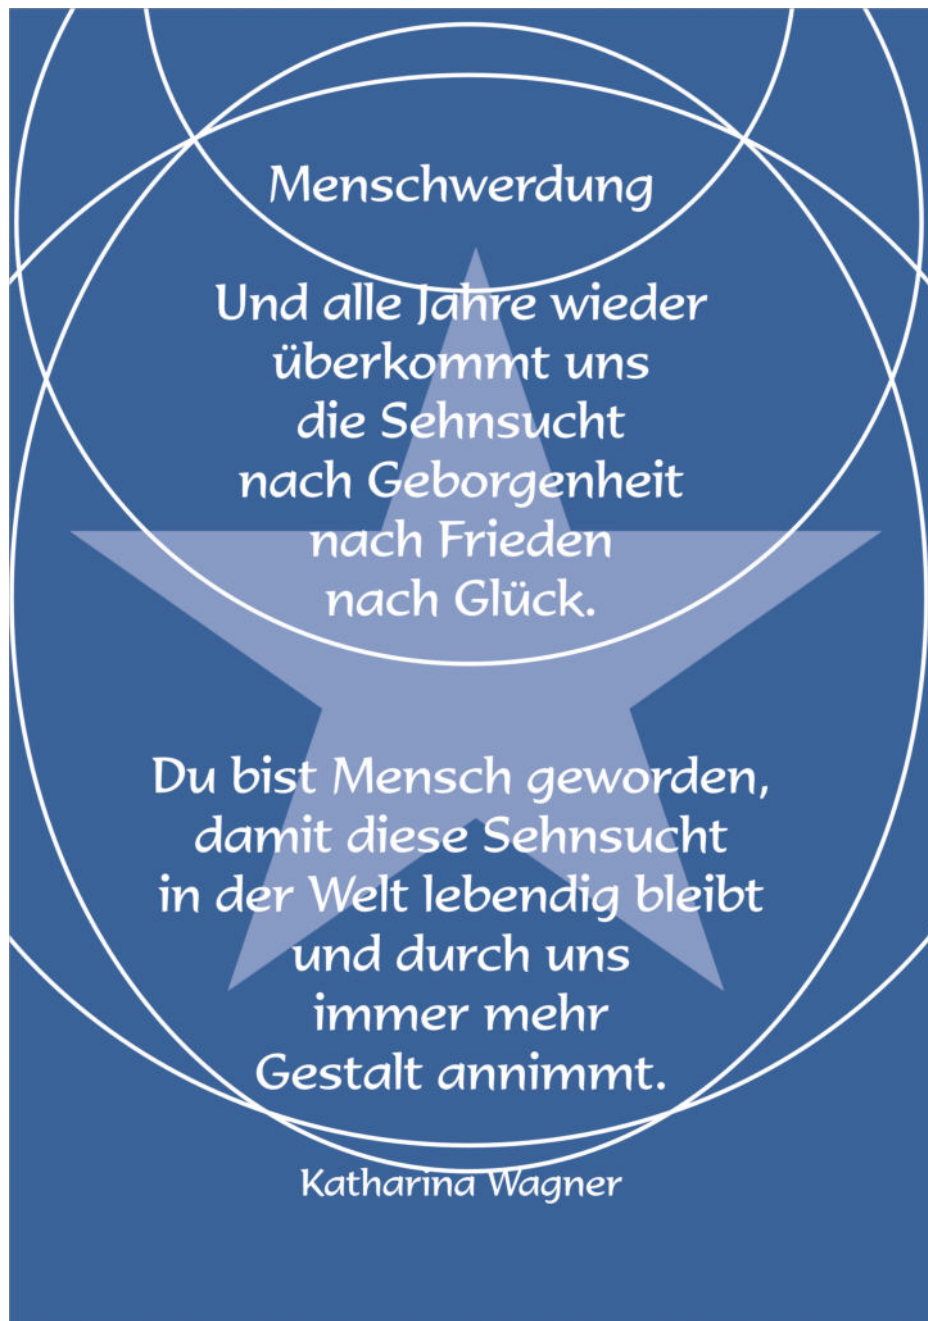 Menschwerdung
Und alle Jahre wieder
überkommt uns
die Sehnsucht
nach Geborgenheit
nach Frieden
nach Glück.
Du bist Mensch geworden,
damit diese Sehnsucht
in der Welt lebendig bleibt
und durch uns
immer mehr
Gestalt annimmt.
Katharina Wagner